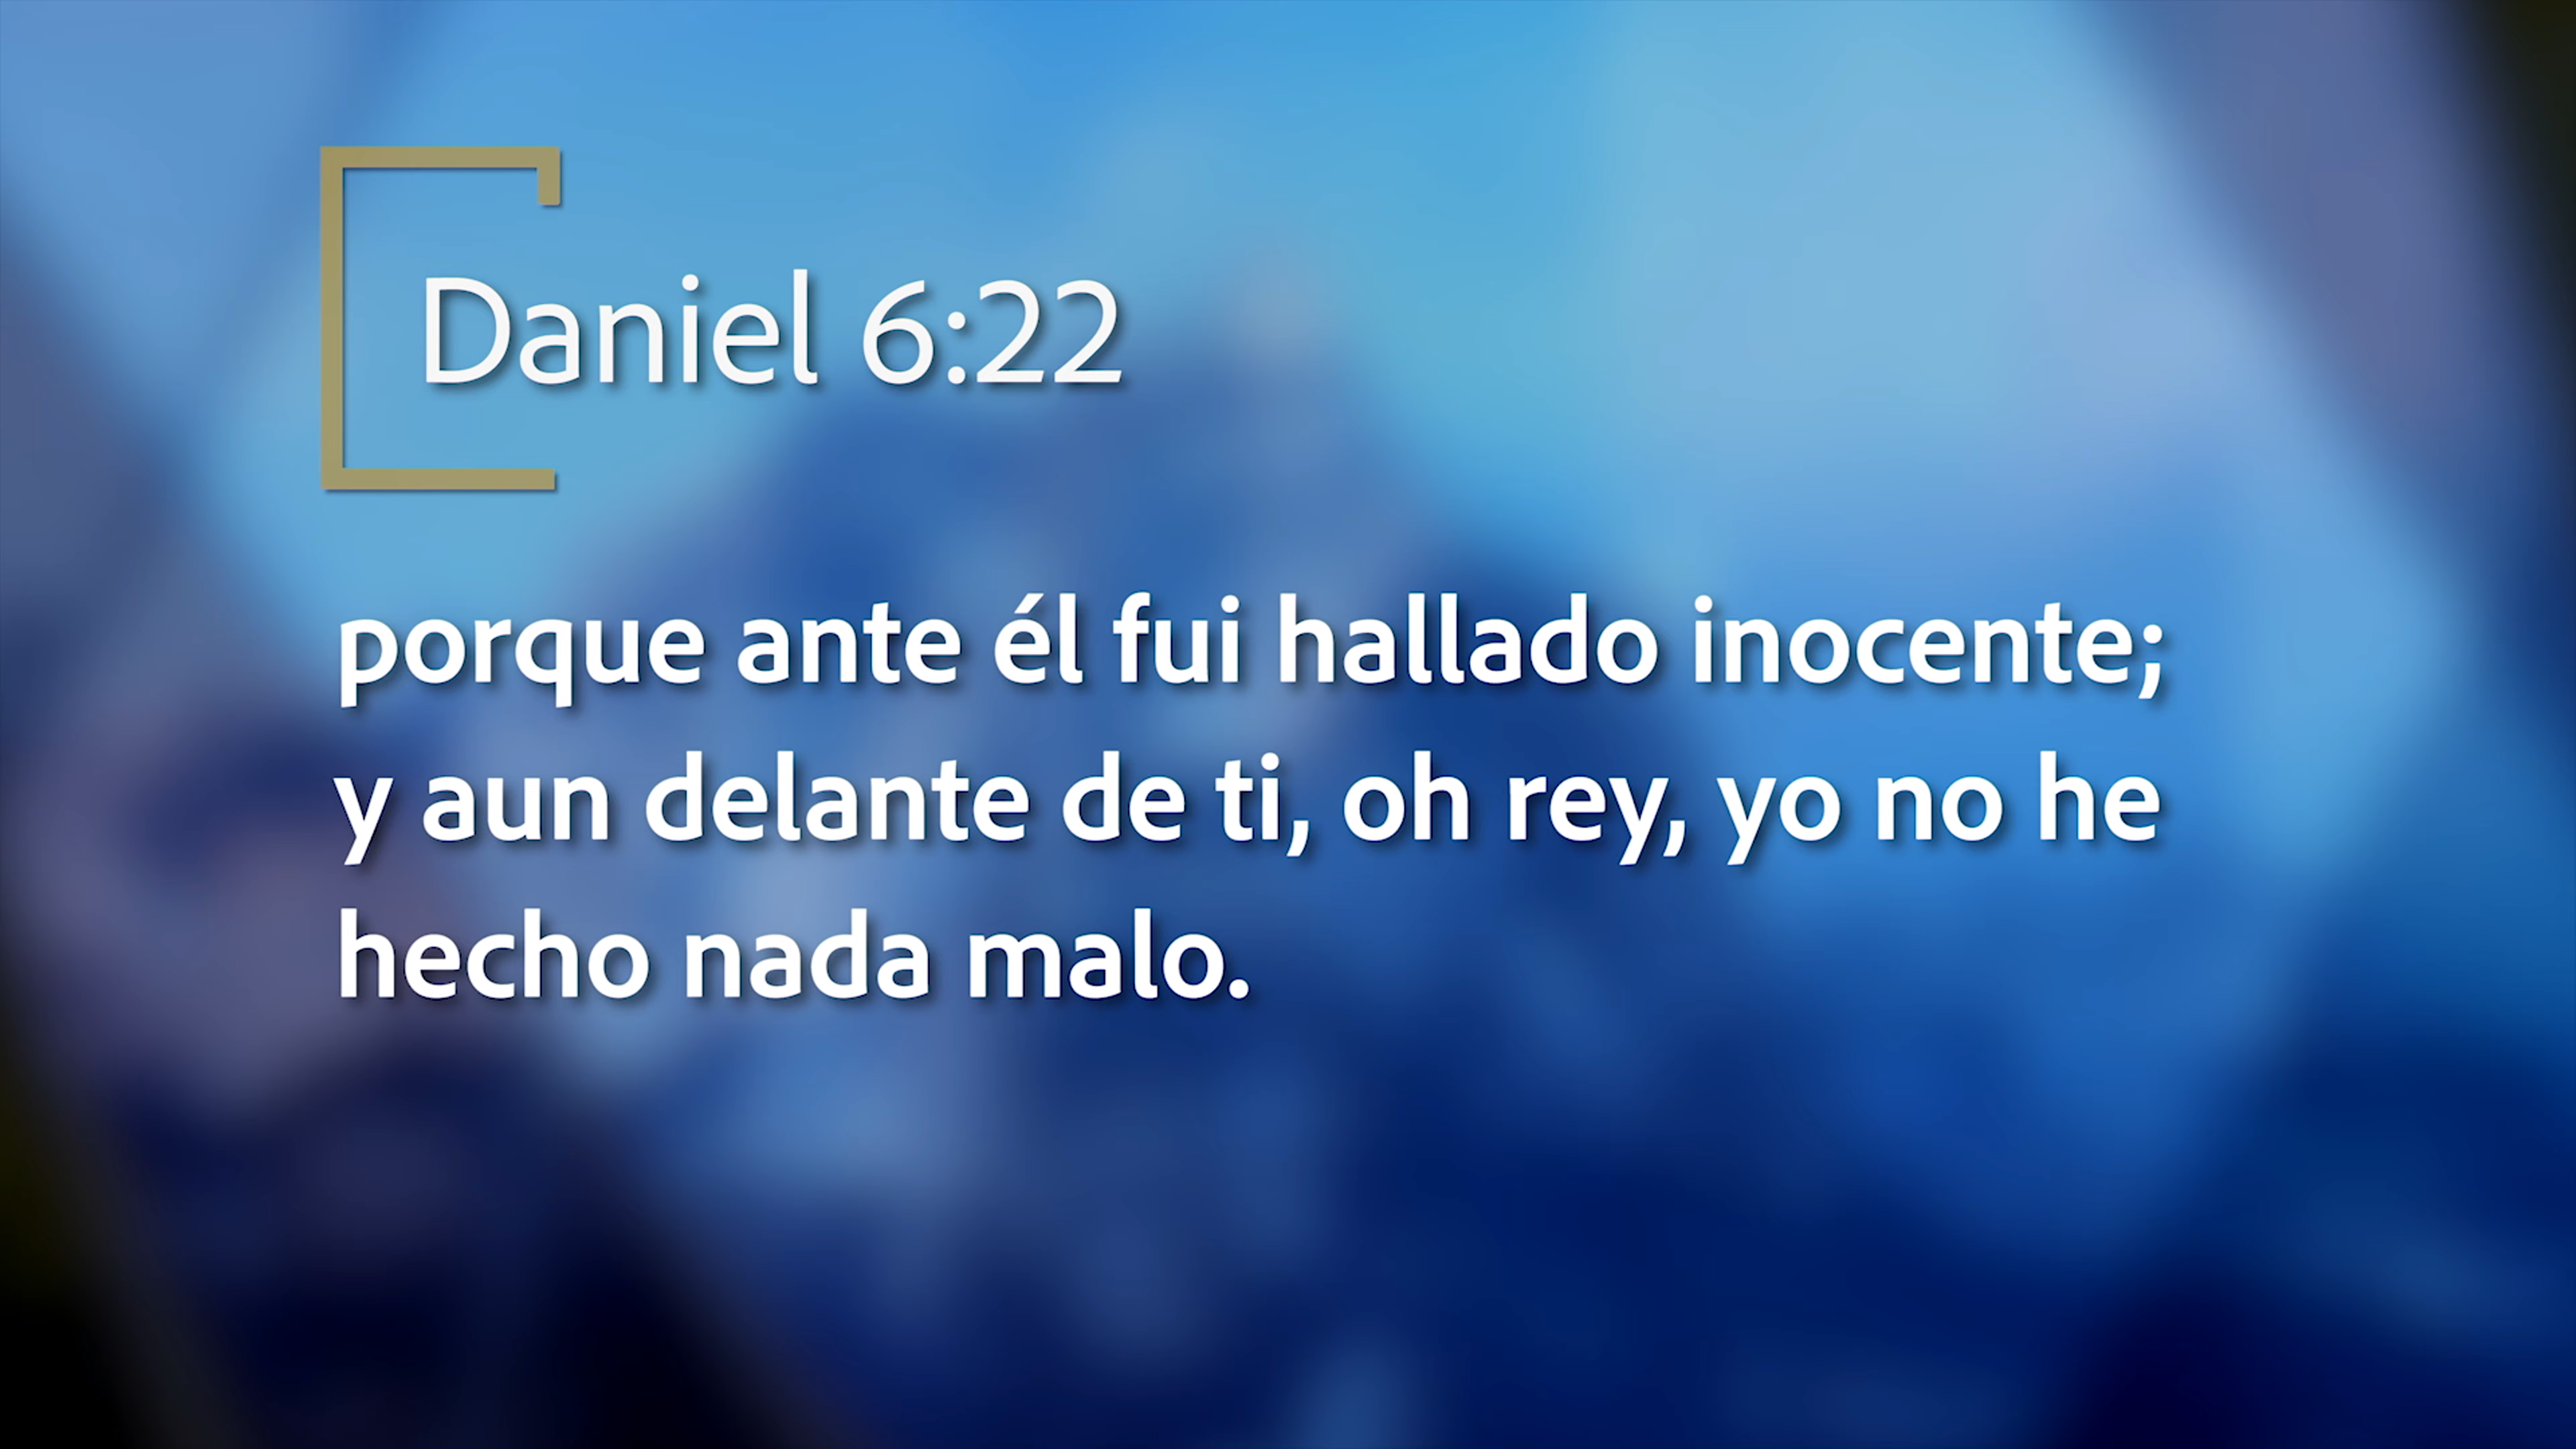 Daniel 6:22
porque ante él fui hallado inocente;
y aun delante de ti, oh rey, yo no he
hecho nada malo.